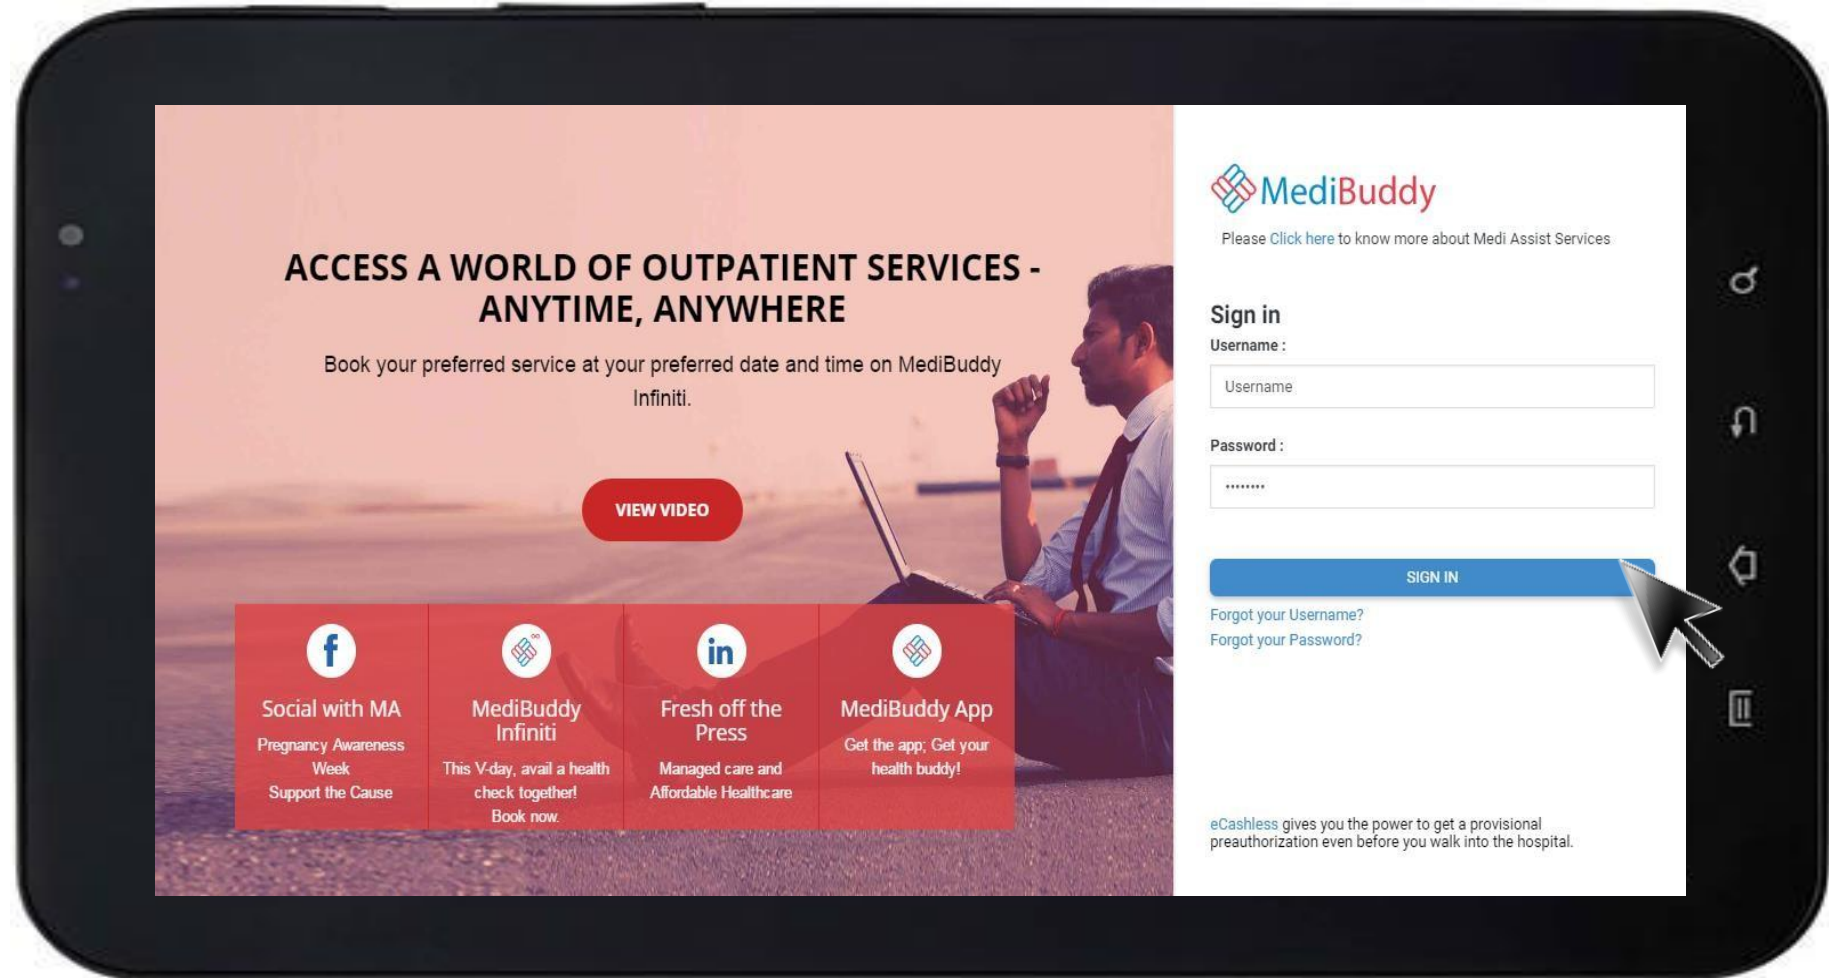 ACCESS A WORLD OF OUTPATIENT SERVICES -
ANYTIME, ANYWHERE
Book your preferred service at your preferred date and time on MediBuddy
Infiniti.
VIEW VIDEO
f
Social with MA
Pregnancy Awareness
Week
Support the Cause
MediBuddy
Infiniti
This V-day, avail a health
check together!
Book now.
in
Fresh off the
Press
Managed care and
Affordable Healthcare
MediBuddy App
Get the app; Get your
health buddy!
MediBuddy
Please Click here to know more about Medi Assist Services
Sign in
Username :
Username
Password :
••••••••
SIGN IN
Forgot your Username?
Forgot your Password?
eCashless gives you the power to get a provisional
preauthorization even before you walk into the hospital.